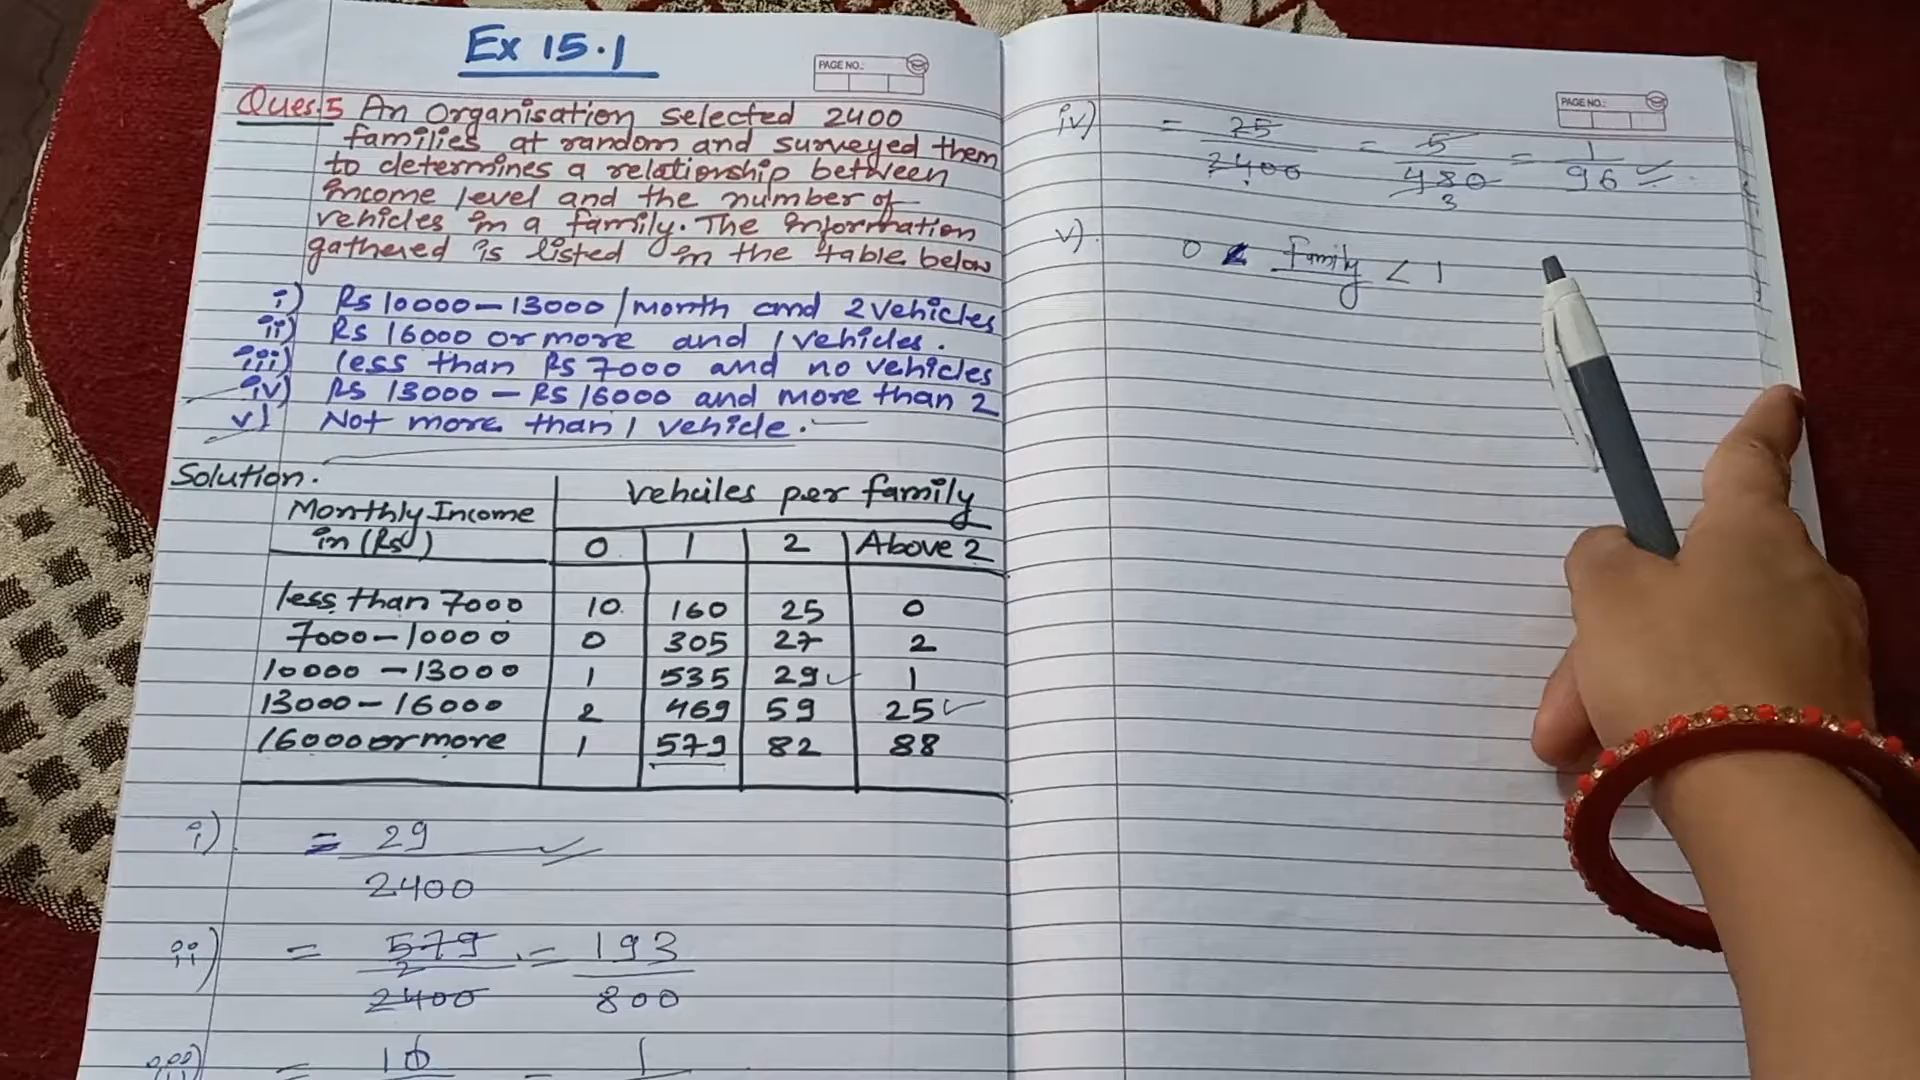 Ex 15.1
PAGE NO.:
Ques.5 An Organisation selected 2400
families at random and surveyed them
to determines a relationship between
income level and the number of
vehicles in a family. The information
gathered is listed in the table below
i) Rs 10000-13000/month and 2 vehicles
ii) Rs 16000 or more and 1 vehicles.
iii) less than Rs 7000 and no vehicles
iv) Rs 13000 - Rs 16000 and more than 2
v) Not more than 1 vehicle.
Solution.
Monthly Income in (Rs) vehciles per family
0 1 2 Above 2
less than 7000 10 160 25 0
7000-10000 0 305 27 2
10000-13000 1 535 29 1
13000-16000 2 469 59 25
16000 or more 1 579 82 88
i) = 29/2400
ii) = 579/2400 = 193/800
iii) = 10 = 1
PAGE NO.:
iv) = 25/2400 = 5/480 = 1/96
v) 0 < family < 1